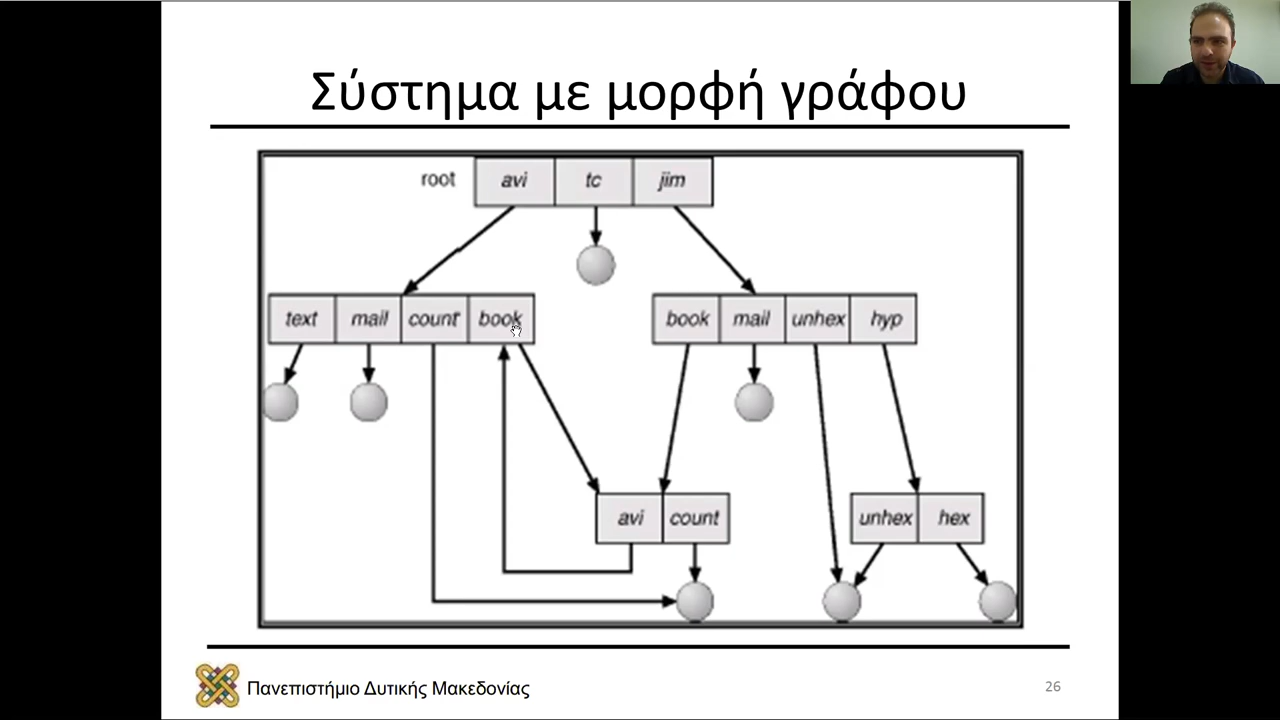 Σύστημα με μορφή γράφου
root avi tc jim
text mail count book book mail unhex hyp
avi count unhex hex
Πανεπιστήμιο Δυτικής Μακεδονίας 26